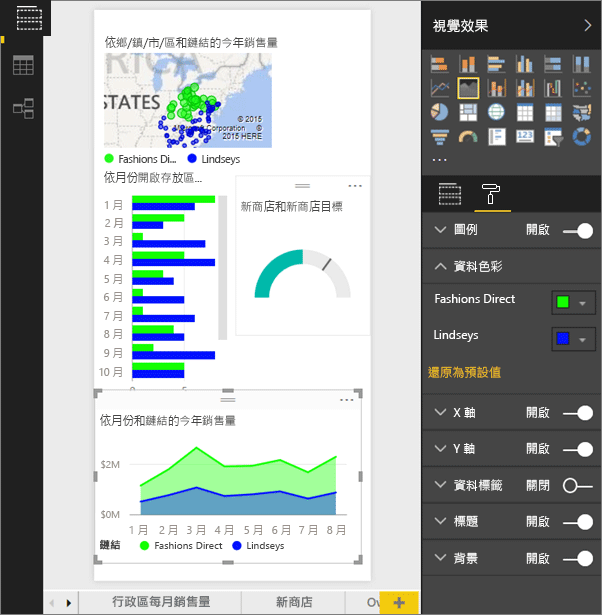 視覺效果
依鄉/鎮/市/區和鏈結的今年銷售量
STATES
© 2015
Corporation ©
2015 HERE
Fashions Di... Lindseys
依月份開啟存放區...
1 月
2 月
3 月
4 月
5 月
6 月
7 月
8 月
9 月
10 月
0 5
新商店和新商店目標
依月份和鏈結的今年銷售量
$2M
$0M
1 月 2 月 3 月 4 月 5 月 6 月 7 月 8 月
鏈結 Fashions Direct Lindseys
行政區每月銷售量 新商店 Ov
123
圖例 開啟
資料色彩
Fashions Direct
Lindseys
還原為預設值
X 軸 開啟
Y 軸 開啟
資料標籤 關閉
標題 開啟
背景 開啟